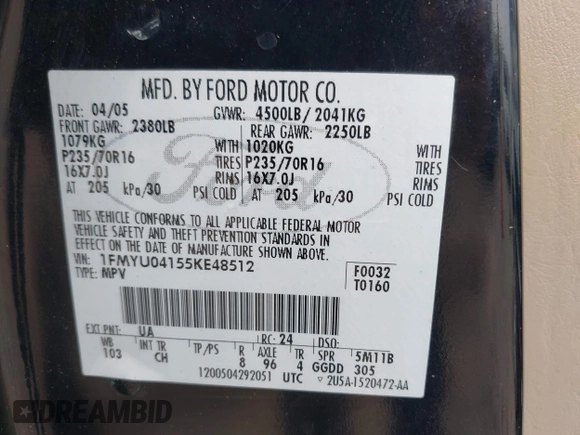 MFD. BY FORD MOTOR CO.
DATE: 04/05 GVWR: 4500LB/ 2041KG
FRONT GAWR: 2380LB REAR GAWR: 2250LB
1079KG WITH 1020KG WITH
P235/70R16 TIRES P235/70R16 TIRES
16X7.0J RIMS 16X7.0J RIMS
AT 205 kPa/30 PSI COLD AT 205 kPa/30 PSI COLD
Ford
THIS VEHICLE CONFORMS TO ALL APPLICABLE FEDERAL MOTOR
VEHICLE SAFETY AND THEFT PREVENTION STANDARDS IN
EFFECT ON THE DATE OF MANUFACTURE SHOWN ABOVE.
VIN: 1FMYU04155KE48512 F0032
TYPE: MPV T0160
EXT PNT: UA RC: 24 DSO:
WB INT TR TP/PS R AXLE TR SPR 5M11B
103 CH 8 96 4 GGDD 305
1200504292051 UTC 2U5A-1520472-AA
DREAMBID